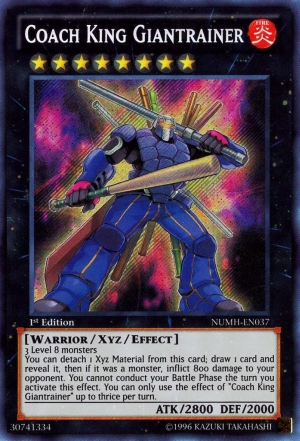 COACH KING GIANTRAINER
FIRE
炎
1st Edition
NUMH-EN037
[WARRIOR/XYZ/EFFECT]
3 Level 8 monsters
You can detach 1 Xyz Material from this card; draw 1 card and
reveal it, then if it was a monster, inflict 800 damage to your
opponent. You cannot conduct your Battle Phase the turn you
activate this effect. You can only use the effect of "Coach King
Giantrainer" up to thrice per turn.
ATK/2800 DEF/2000
30741334
©1996 KAZUKI TAKAHASHI